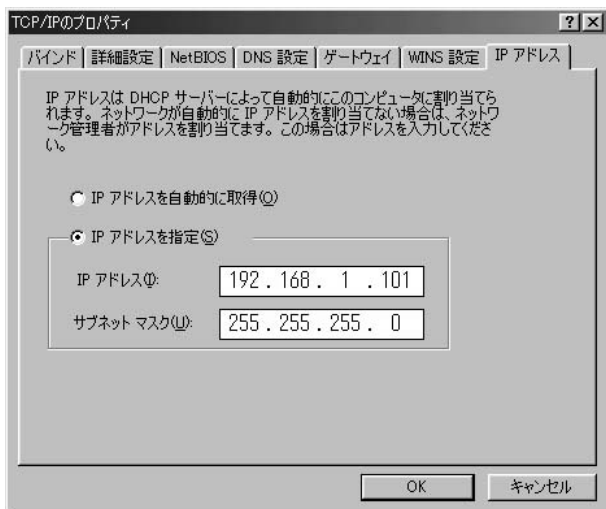 TCP/IPのプロパティ
バインド 詳細設定 NetBIOS DNS 設定 ゲートウェイ WINS 設定 IP アドレス
IP アドレスは DHCP サーバーによって自動的にこのコンピュータに割り当てら
れます。ネットワークが自動的に IP アドレスを割り当てない場合は、ネットワ
ーク管理者がアドレスを割り当てます。この場合はアドレスを入力してくださ
い。
IP アドレスを自動的に取得(O)
IP アドレスを指定(S)
IP アドレス(I): 192 . 168 . 1 . 101
サブネット マスク(U): 255 . 255 . 255 . 0
OK キャンセル